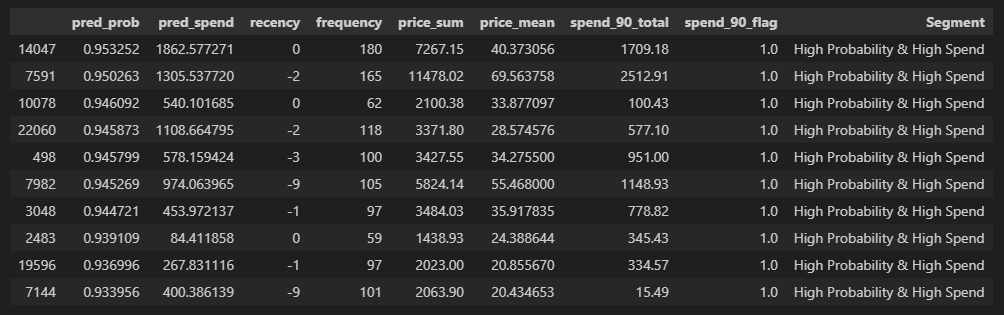 pred_prob pred_spend recency frequency price_sum price_mean spend_90_total spend_90_flag Segment
14047 0.953252 1862.577271 0 180 7267.15 40.373056 1709.18 1.0 High Probability & High Spend
7591 0.950263 1305.537720 -2 165 11478.02 69.563758 2512.91 1.0 High Probability & High Spend
10078 0.946092 540.101685 0 62 2100.38 33.877097 100.43 1.0 High Probability & High Spend
22060 0.945873 1108.664795 -2 118 3371.80 28.574576 577.10 1.0 High Probability & High Spend
498 0.945799 578.159424 -3 100 3427.55 34.275500 951.00 1.0 High Probability & High Spend
7982 0.945269 974.063965 -9 105 5824.14 55.468000 1148.93 1.0 High Probability & High Spend
3048 0.944721 453.972137 -1 97 3484.03 35.917835 778.82 1.0 High Probability & High Spend
2483 0.939109 84.411858 0 59 1438.93 24.388644 345.43 1.0 High Probability & High Spend
19596 0.936996 267.831116 -1 97 2023.00 20.855670 334.57 1.0 High Probability & High Spend
7144 0.933956 400.386139 -9 101 2063.90 20.434653 15.49 1.0 High Probability & High Spend